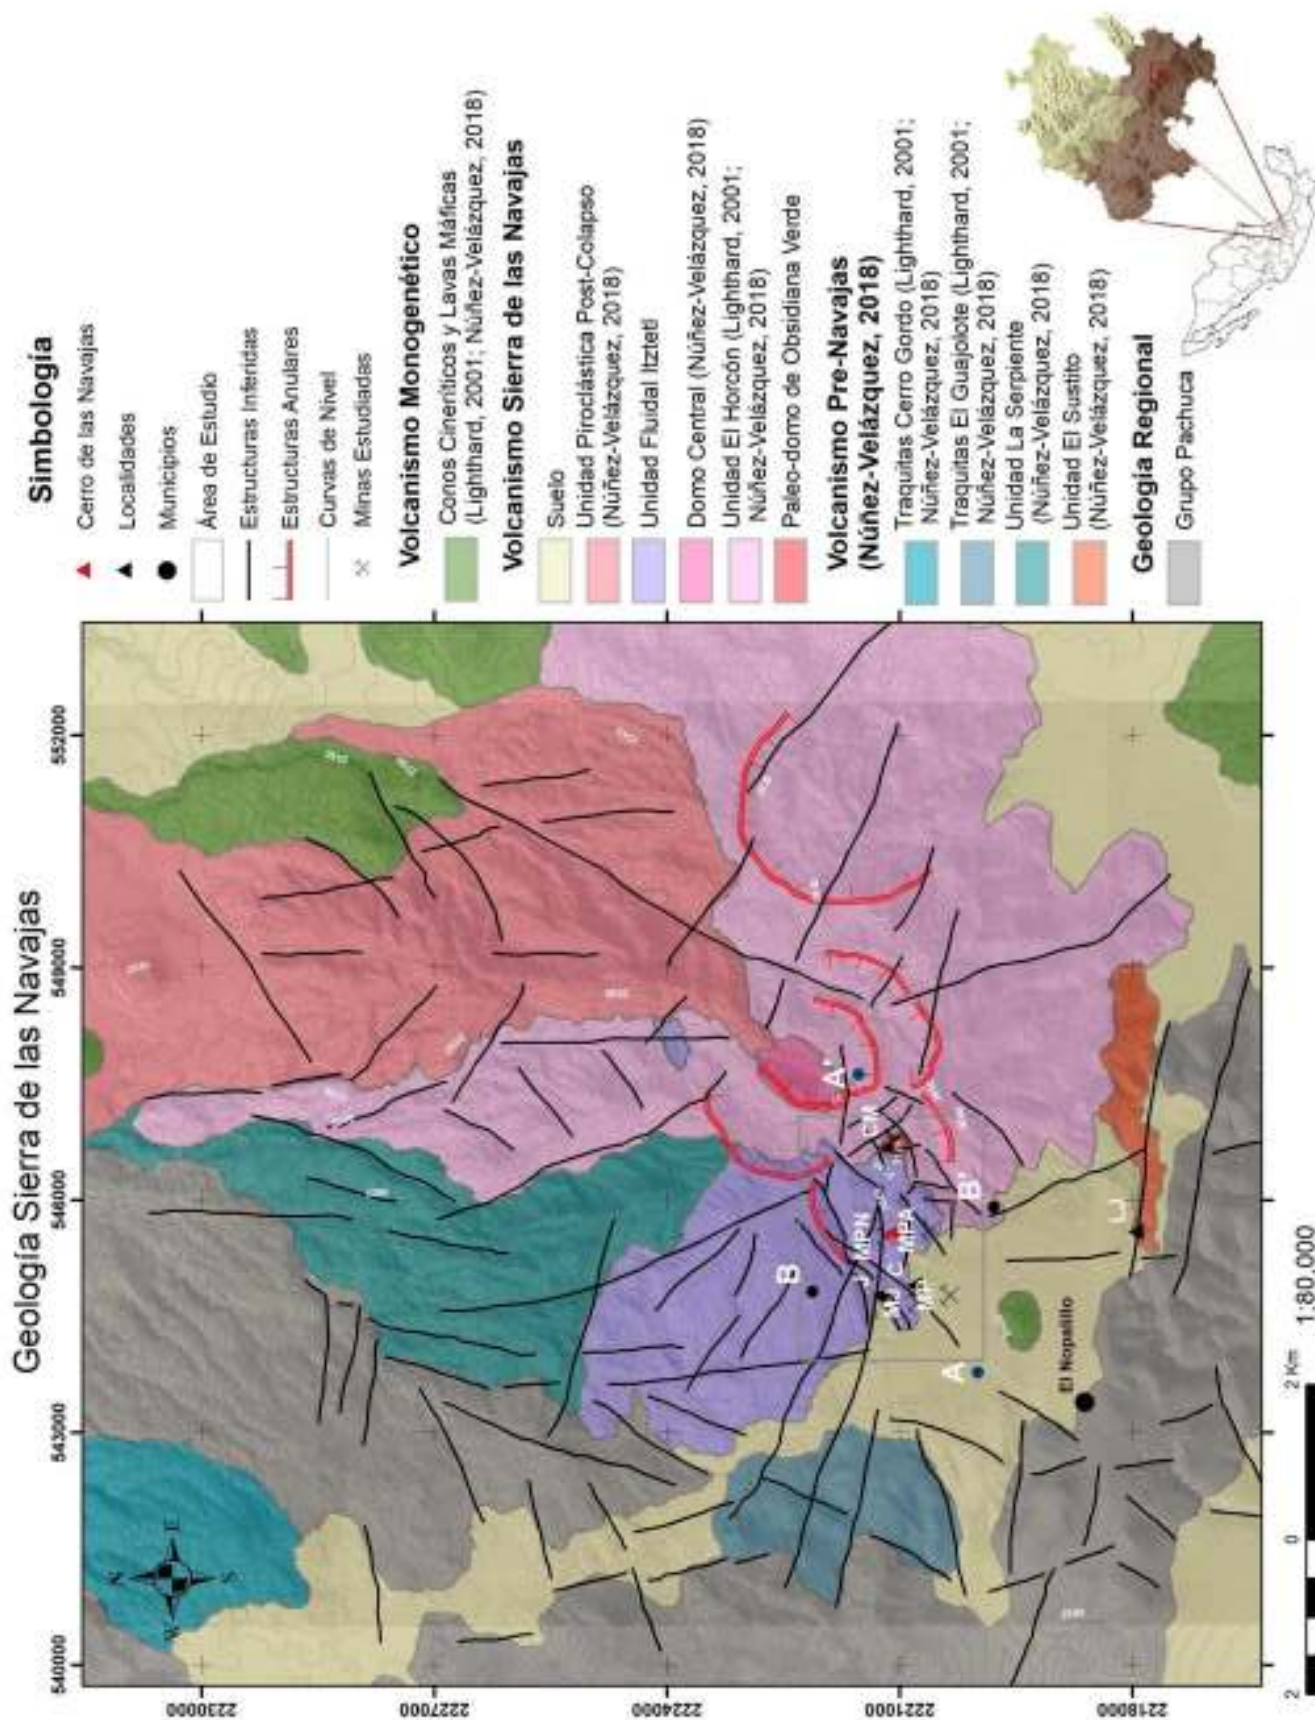 Geología Sierra de las Navajas
540000
543000
546000
549000
552000
2230000
2227000
2224000
2221000
2218000
N
E
S
W
A'
CM
B
MPN
J
C
MPA
B'
A
LJ
El Nopalillo
2
0
2 Km
1:80,000
Simbología
Cerro de las Navajas
Localidades
Municipios
Área de Estudio
Estructuras Inferidas
Estructuras Anulares
Curvas de Nivel
Minas Estudiadas
Volcanismo Monogenético
Conos Cineríticos y Lavas Máficas
(Lighthard, 2001; Núñez-Velázquez, 2018)
Volcanismo Sierra de las Navajas
Suelo
Unidad Piroclástica Post-Colapso
(Núñez-Velázquez, 2018)
Unidad Fluidal Itztetl
Domo Central (Núñez-Velázquez, 2018)
Unidad El Horcón (Lighthard, 2001;
Núñez-Velázquez, 2018)
Paleo-domo de Obsidiana Verde
Volcanismo Pre-Navajas
(Núñez-Velázquez, 2018)
Traquitas Cerro Gordo (Lighthard, 2001;
Núñez-Velázquez, 2018)
Traquitas El Guajolote (Lighthard, 2001;
Núñez-Velazquez, 2018)
Unidad La Serpiente
(Núñez-Velázquez, 2018)
Unidad El Sustito
(Núñez-Velázquez, 2018)
Geología Regional
Grupo Pachuca